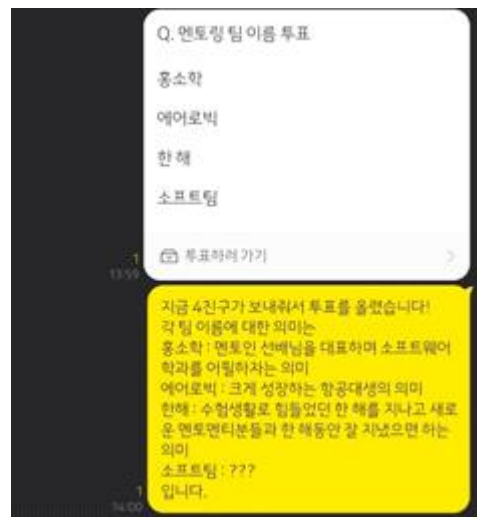 Q. 멘토링 팀 이름 투표
홍소학
에어로빅
한 해
소프트팀
투표하러 가기
1
13:59
지금 4친구가 보내줘서 투표를 올렸습니다!
각 팀 이름에 대한 의미는
홍소학 : 멘토인 선배님을 대표하며 소프트웨어
학과를 어필하자는 의미
에어로빅 : 크게 성장하는 항공대생의 의미
한해 : 수험생활로 힘들었던 한 해를 지나고 새로
운 멘토멘티분들과 한 해동안 잘 지냈으면 하는
의미
소프트팀 : ???
입니다.
1
14:00